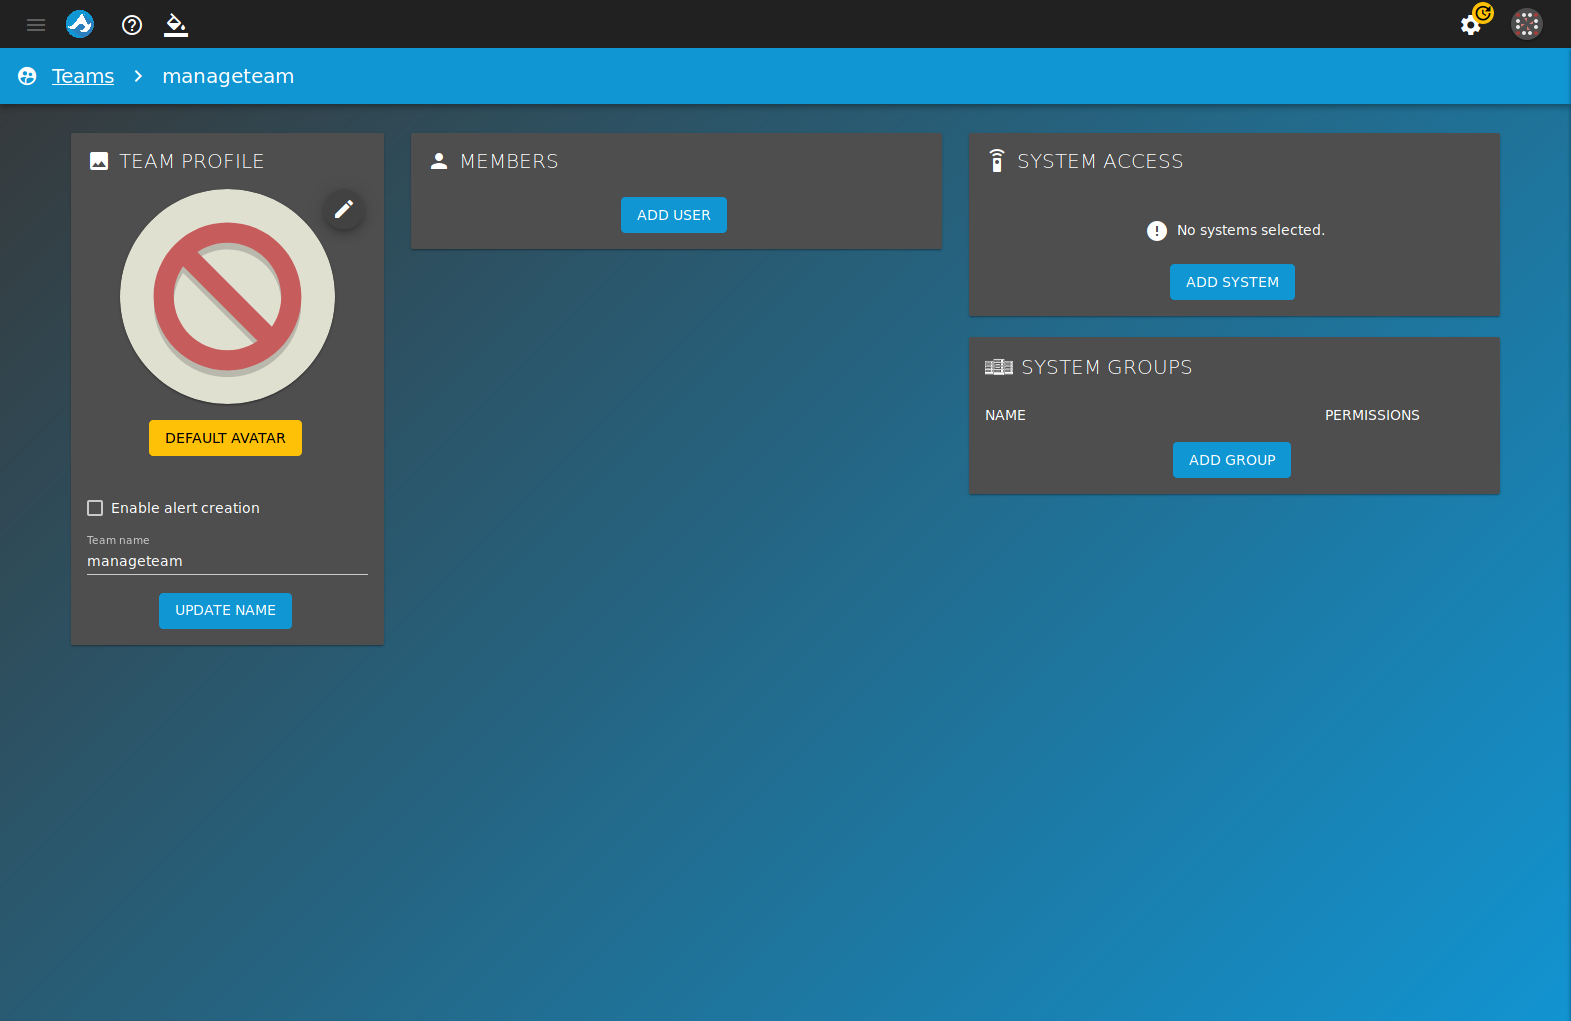 Teams > manageteam
TEAM PROFILE
DEFAULT AVATAR
Enable alert creation
Team name
manageteam
UPDATE NAME
MEMBERS
ADD USER
SYSTEM ACCESS
No systems selected.
ADD SYSTEM
SYSTEM GROUPS
NAME PERMISSIONS
ADD GROUP